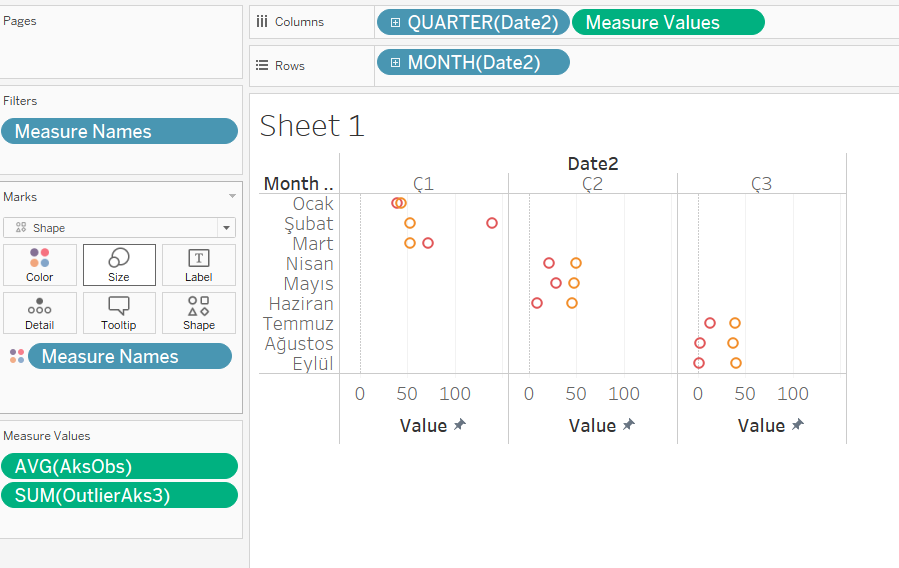 Pages
Columns
QUARTER(Date2)
Measure Values
Rows
MONTH(Date2)
Filters
Measure Names
Marks
Shape
Color
Size
Label
Detail
Tooltip
Shape
Measure Names
Measure Values
AVG(AksObs)
SUM(OutlierAks3)
Sheet 1
Date2
Month ..
Ç1
Ç2
Ç3
Ocak
Şubat
Mart
Nisan
Mayıs
Haziran
Temmuz
Ağustos
Eylül
0 50 100
0 50 100
0 50 100
Value
Value
Value